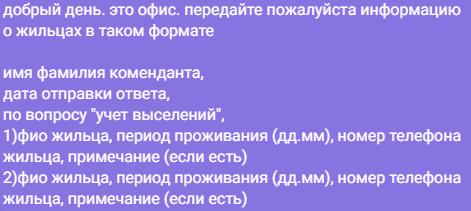 добрый день. это офис. передайте пожалуйста информацию
о жильцах в таком формате
имя фамилия коменданта,
дата отправки ответа,
по вопросу "учет выселений",
1)фио жильца, период проживания (дд.мм), номер телефона
жильца, примечание (если есть)
2)фио жильца, период проживания (дд.мм), номер телефона
жильца, примечание (если есть)